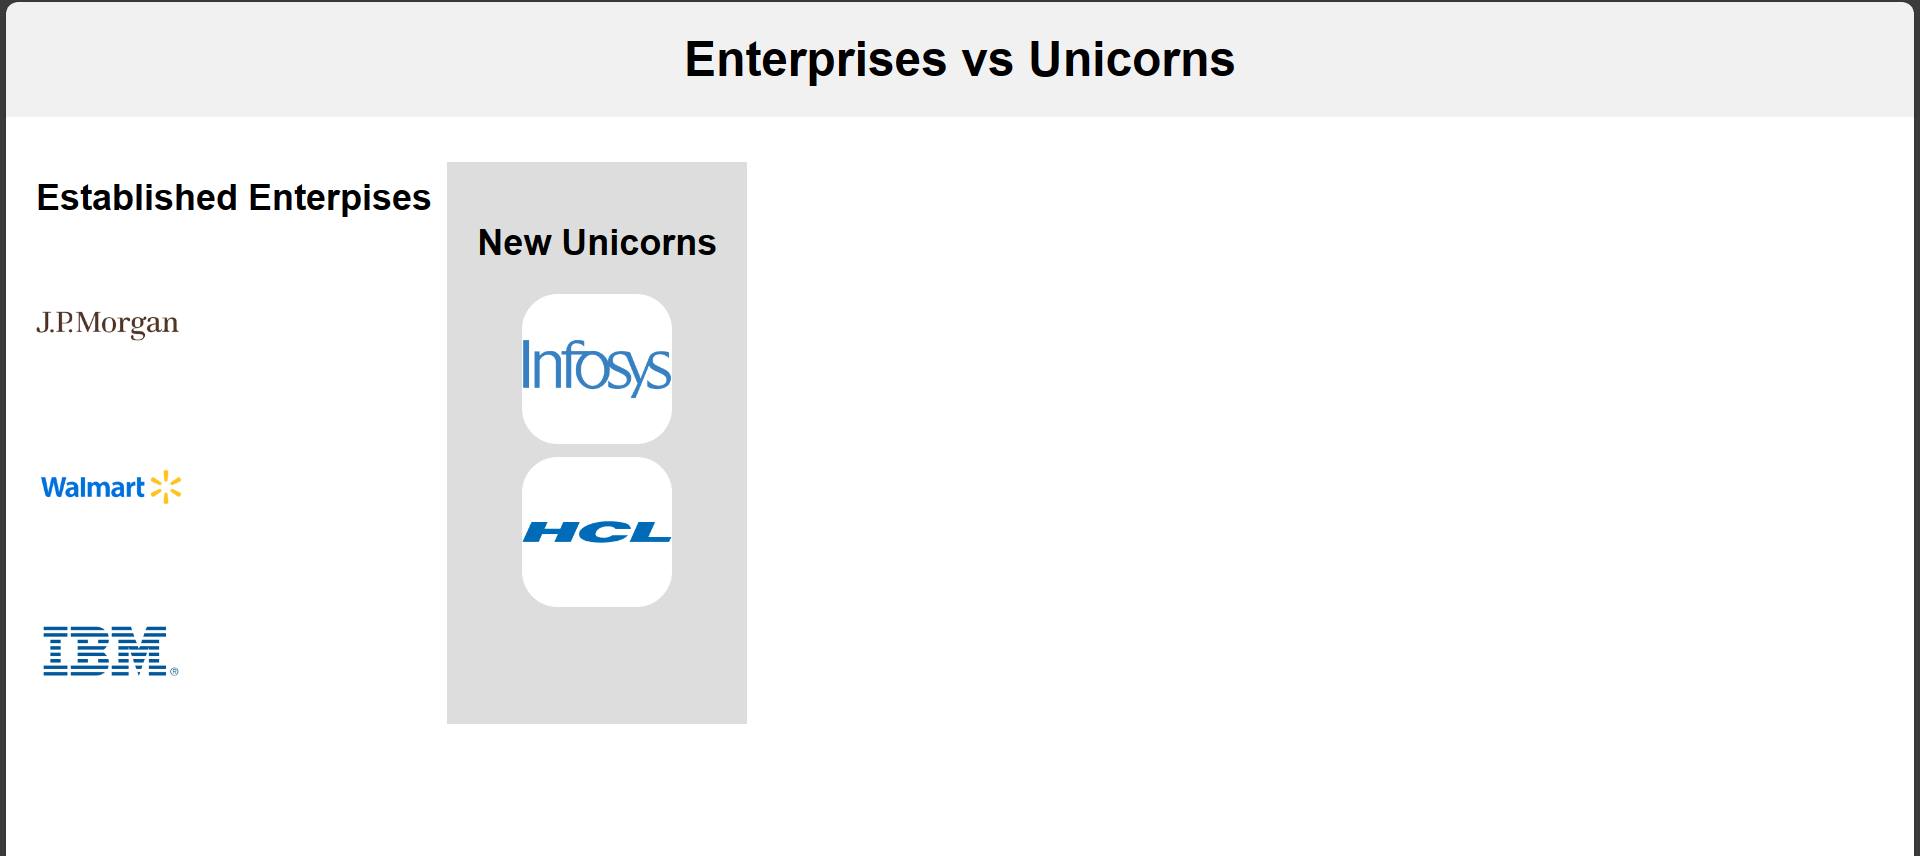 Enterprises vs Unicorns
Established Enterpises
J.P.Morgan
Walmart
IBM®
New Unicorns
Infosys
HCL